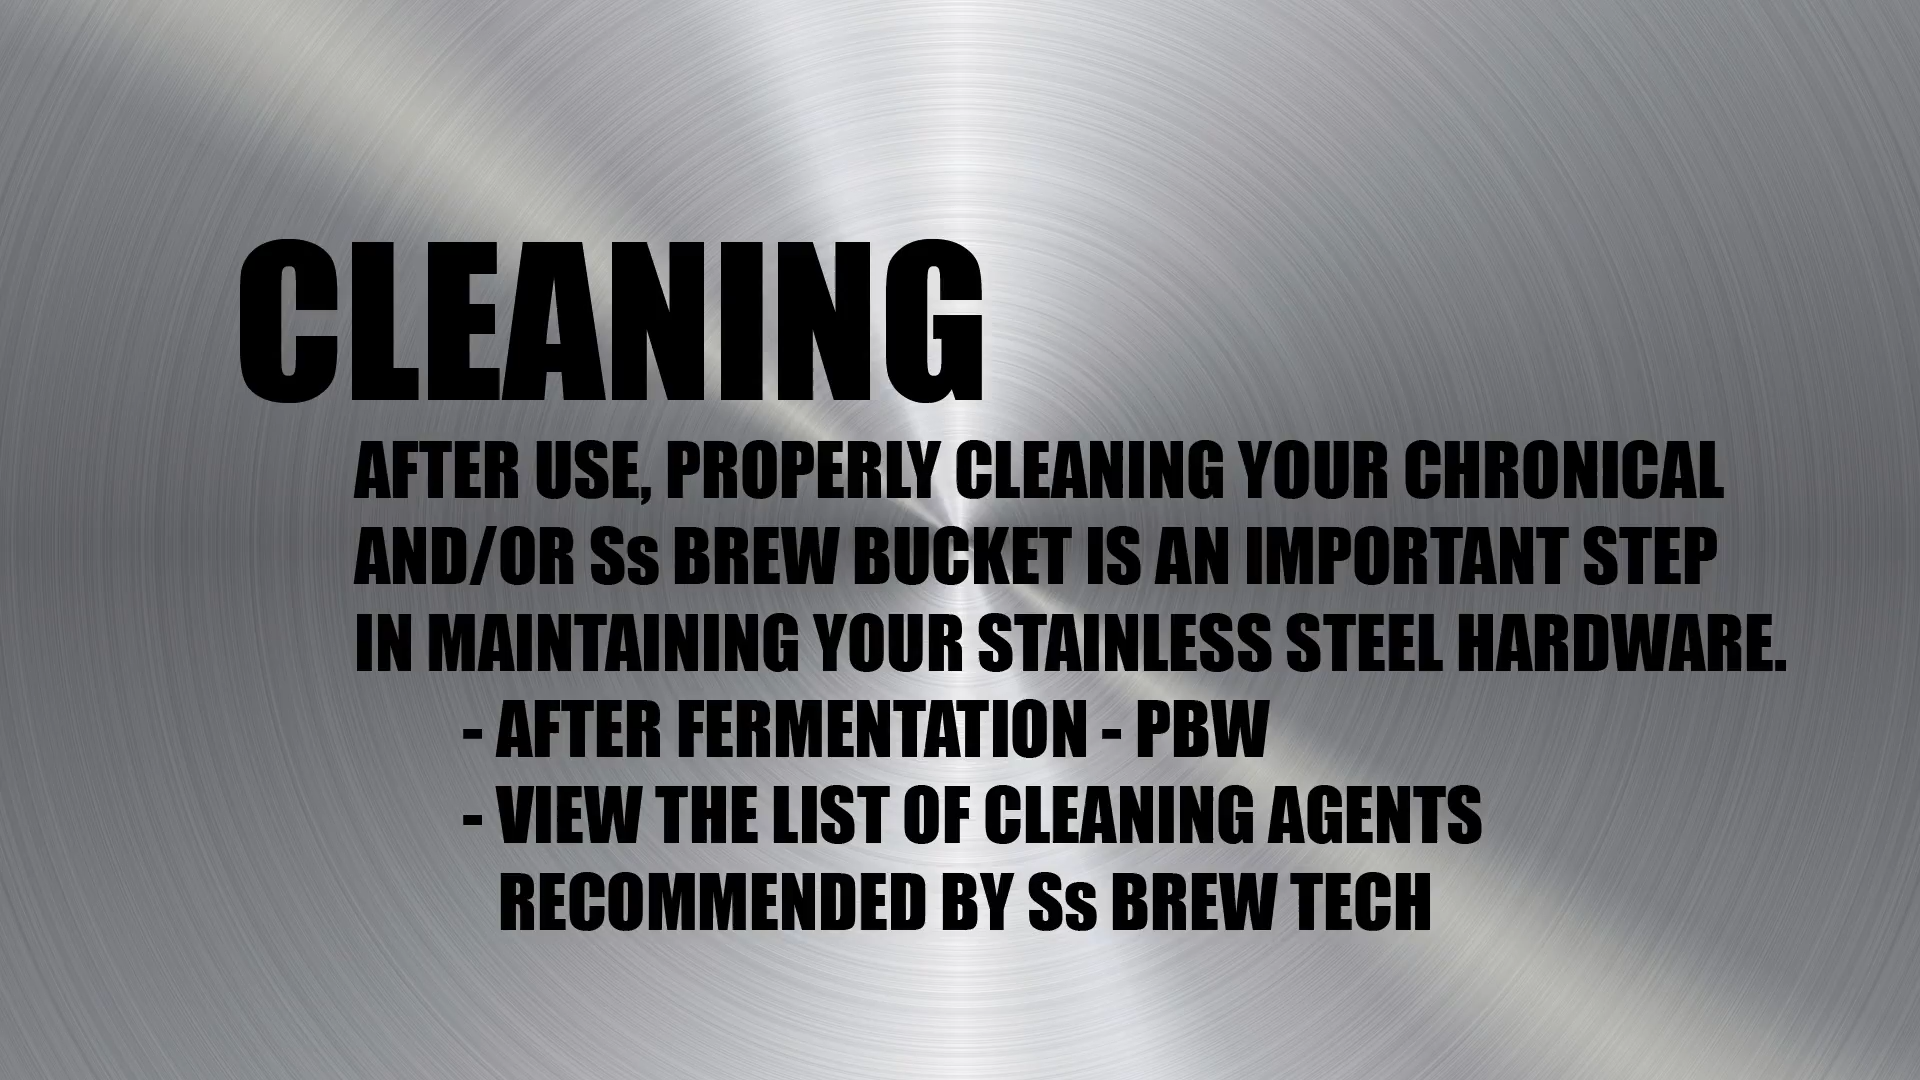 CLEANING
AFTER USE, PROPERLY CLEANING YOUR CHRONICAL
AND/OR Ss BREW BUCKET IS AN IMPORTANT STEP
IN MAINTAINING YOUR STAINLESS STEEL HARDWARE.
- AFTER FERMENTATION - PBW
- VIEW THE LIST OF CLEANING AGENTS
RECOMMENDED BY Ss BREW TECH